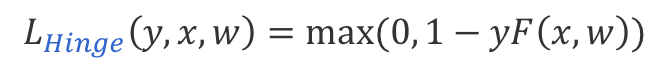 L_{Hinge}(y, x, w) = max(0, 1 − yF(x, w))